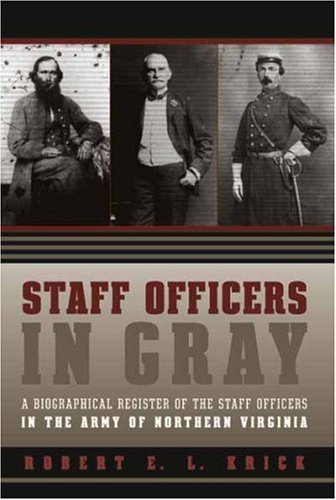 STAFF OFFICERS
IN GRAY
A BIOGRAPHICAL REGISTER OF THE STAFF OFFICERS
IN THE ARMY OF NORTHERN VIRGINIA
ROBERT E. L. KRICK